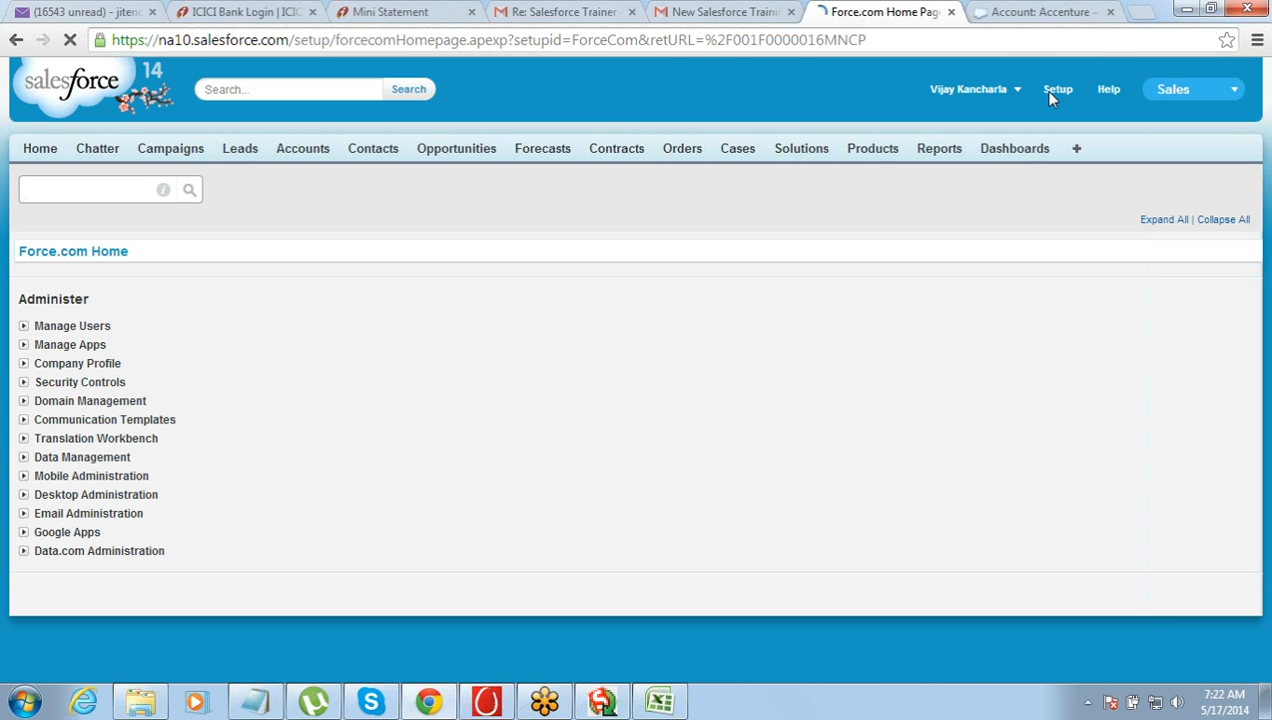 (16543 unread) - jiten
ICICI Bank Login | ICIC
Mini Statement
Re: Salesforce Trainer -
New Salesforce Trainin
Force.com Home Pag
Account: Accenture ~
https://na10.salesforce.com/setup/forcecomHomepage.apexp?setupid=ForceCom&retURL=%2F001F0000016MNCP
salesforce
14
Search...
Search
Vijay Kancharla
Setup
Help
Sales
Home
Chatter
Campaigns
Leads
Accounts
Contacts
Opportunities
Forecasts
Contracts
Orders
Cases
Solutions
Products
Reports
Dashboards
+
Expand All | Collapse All
Force.com Home
Administer
Manage Users
Manage Apps
Company Profile
Security Controls
Domain Management
Communication Templates
Translation Workbench
Data Management
Mobile Administration
Desktop Administration
Email Administration
Google Apps
Data.com Administration
7:22 AM
5/17/2014